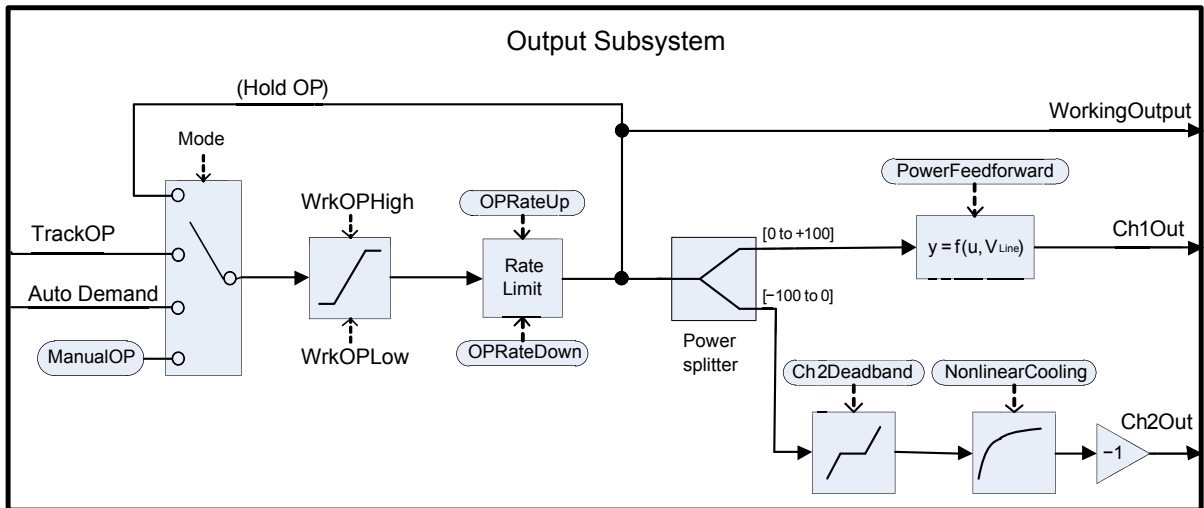 Output Subsystem
(Hold OP)
WorkingOutput
Mode
PowerFeedforward
WrkOPHigh
OPRateUp
TrackOP
[0 to +100]
Ch1Out
y = f(u, VLine)
Rate
Limit
Auto Demand
[−100 to 0]
ManualOP
WrkOPLow
OPRateDown
Power
splitter
Ch2Deadband
NonlinearCooling
Ch2Out
−1